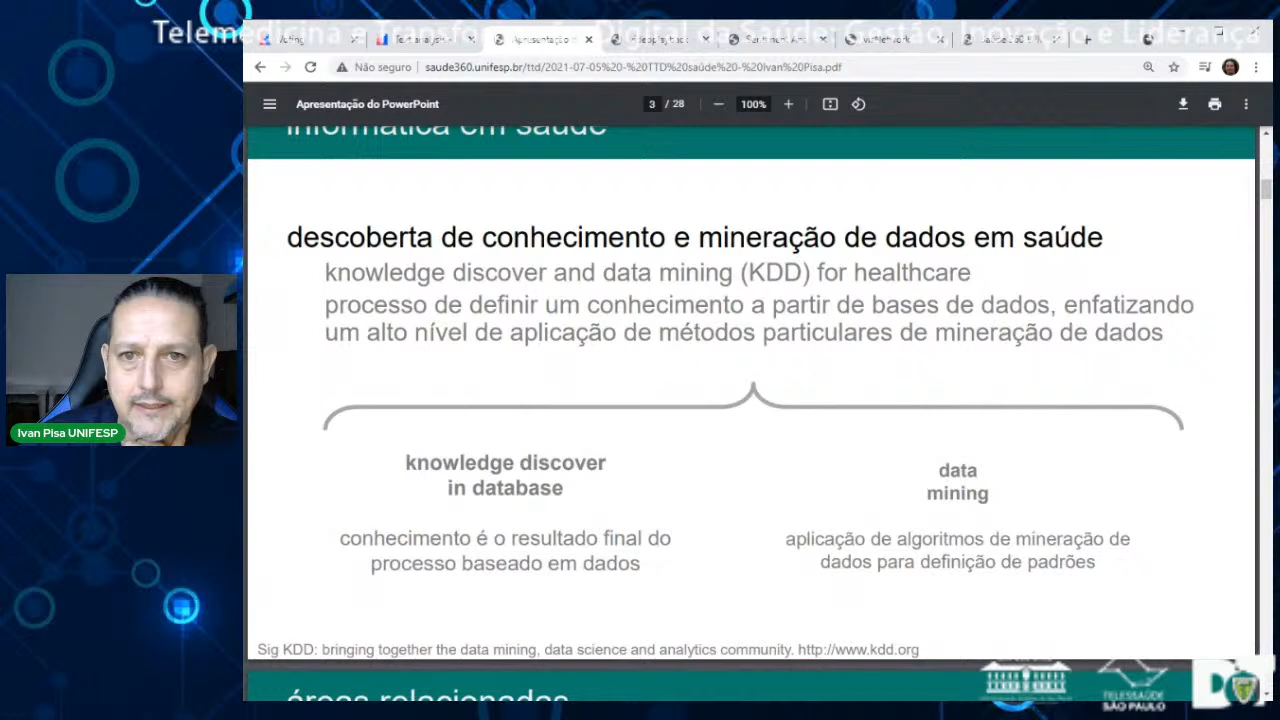 Telemedicina e Transformação Digital da Saúde: Gestão, Inovação e Liderança
Não seguro
saude360.unifesp.br/ttd/2021-07-05%20-%20TTD%20saúde%20-%20Ivan%20Pisa.pdf
Apresentação do PowerPoint
3 / 28
100%
informática em saúde
descoberta de conhecimento e mineração de dados em saúde
knowledge discover and data mining (KDD) for healthcare
processo de definir um conhecimento a partir de bases de dados, enfatizando
um alto nível de aplicação de métodos particulares de mineração de dados
knowledge discover
in database
conhecimento é o resultado final do
processo baseado em dados
data
mining
aplicação de algoritmos de mineração de
dados para definição de padrões
Ivan Pisa UNIFESP
Sig KDD: bringing together the data mining, data science and analytics community. http://www.kdd.org
áreas relacionadas
TELESSAÚDE
SÃO PAULO